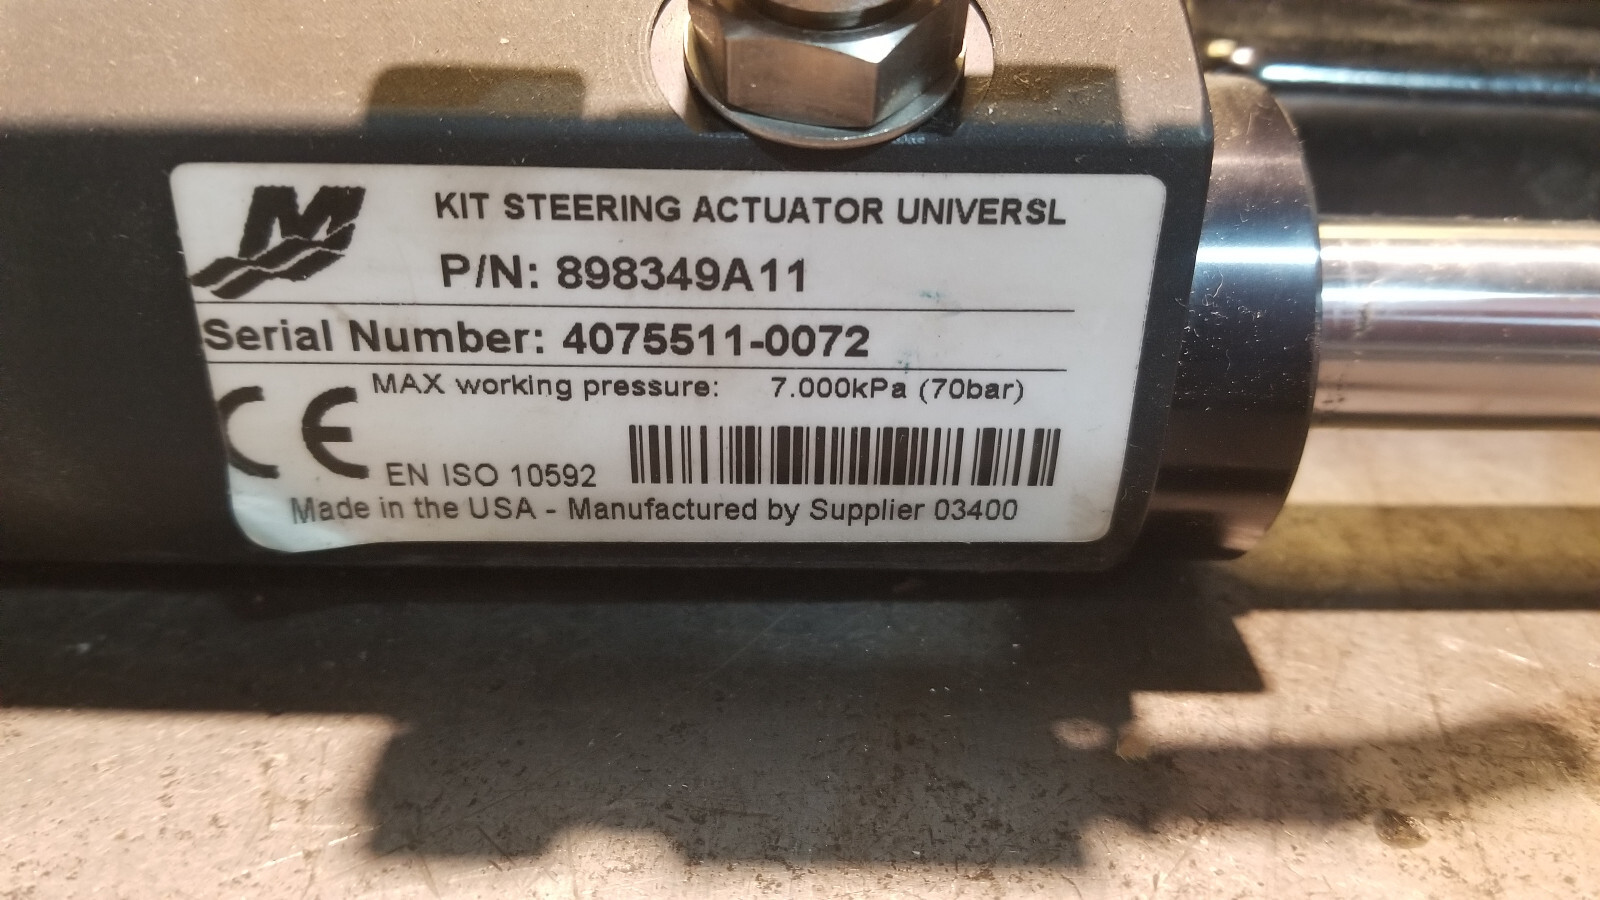 M
KIT STEERING ACTUATOR UNIVERSL
P/N: 898349A11
Serial Number: 4075511-0072
MAX working pressure: 7.000kPa (70bar)
CE
EN ISO 10592
Made in the USA - Manufactured by Supplier 03400